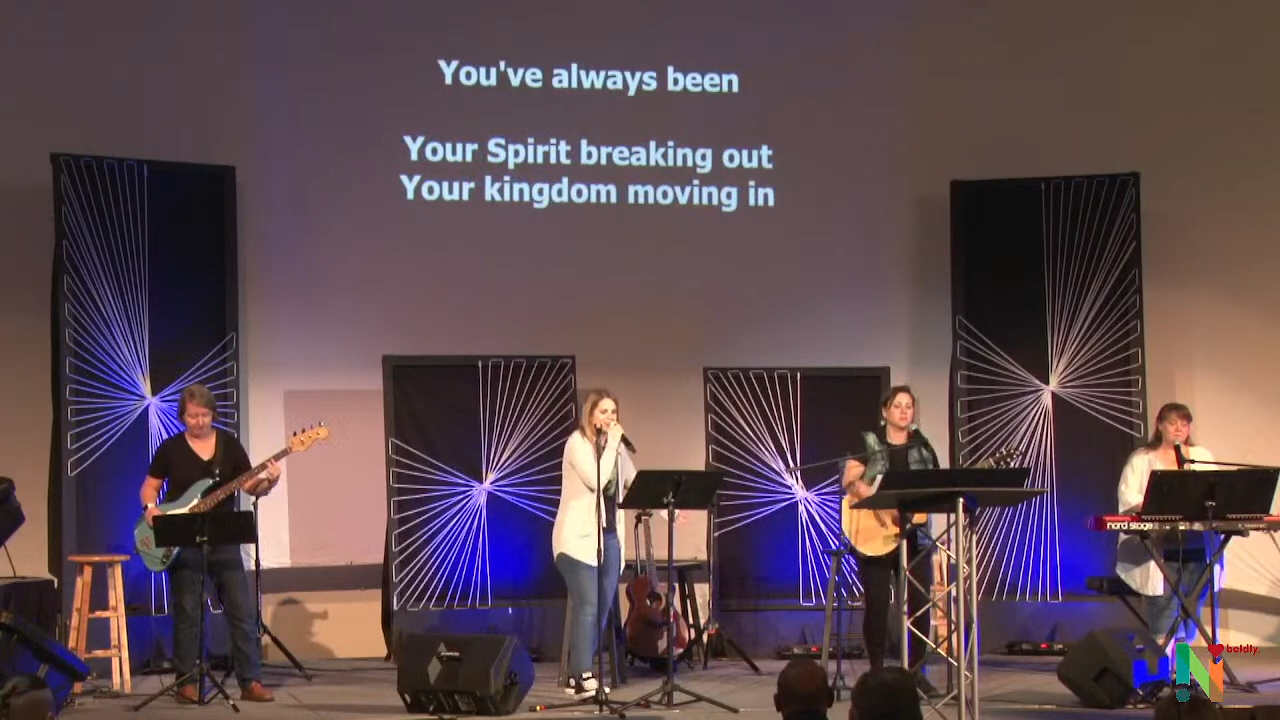 You've always been
Your Spirit breaking out
Your kingdom moving in
nord stage
boldly.
N